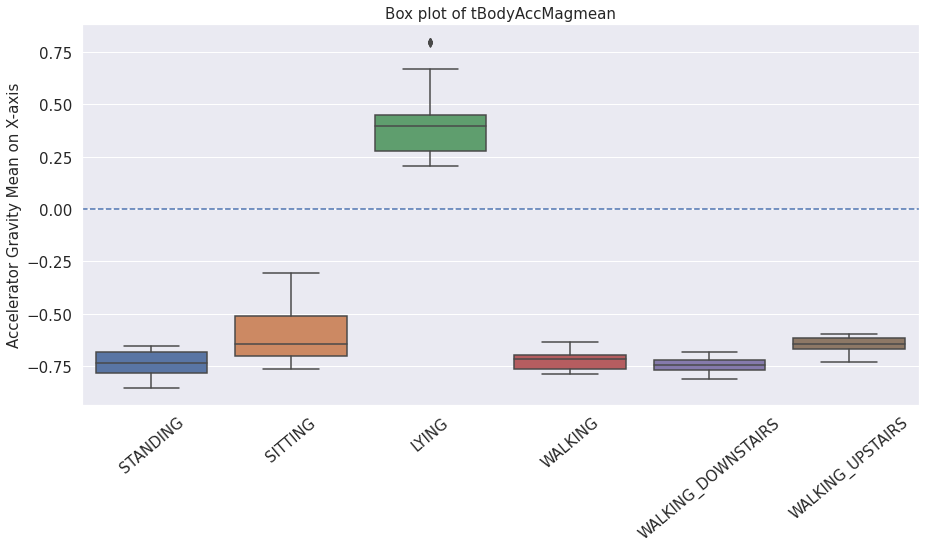 Box plot of tBodyAccMagmean
Accelerator Gravity Mean on X-axis
0.75
0.50
0.25
0.00
−0.25
−0.50
−0.75
STANDING
SITTING
LYING
WALKING
WALKING_DOWNSTAIRS
WALKING_UPSTAIRS